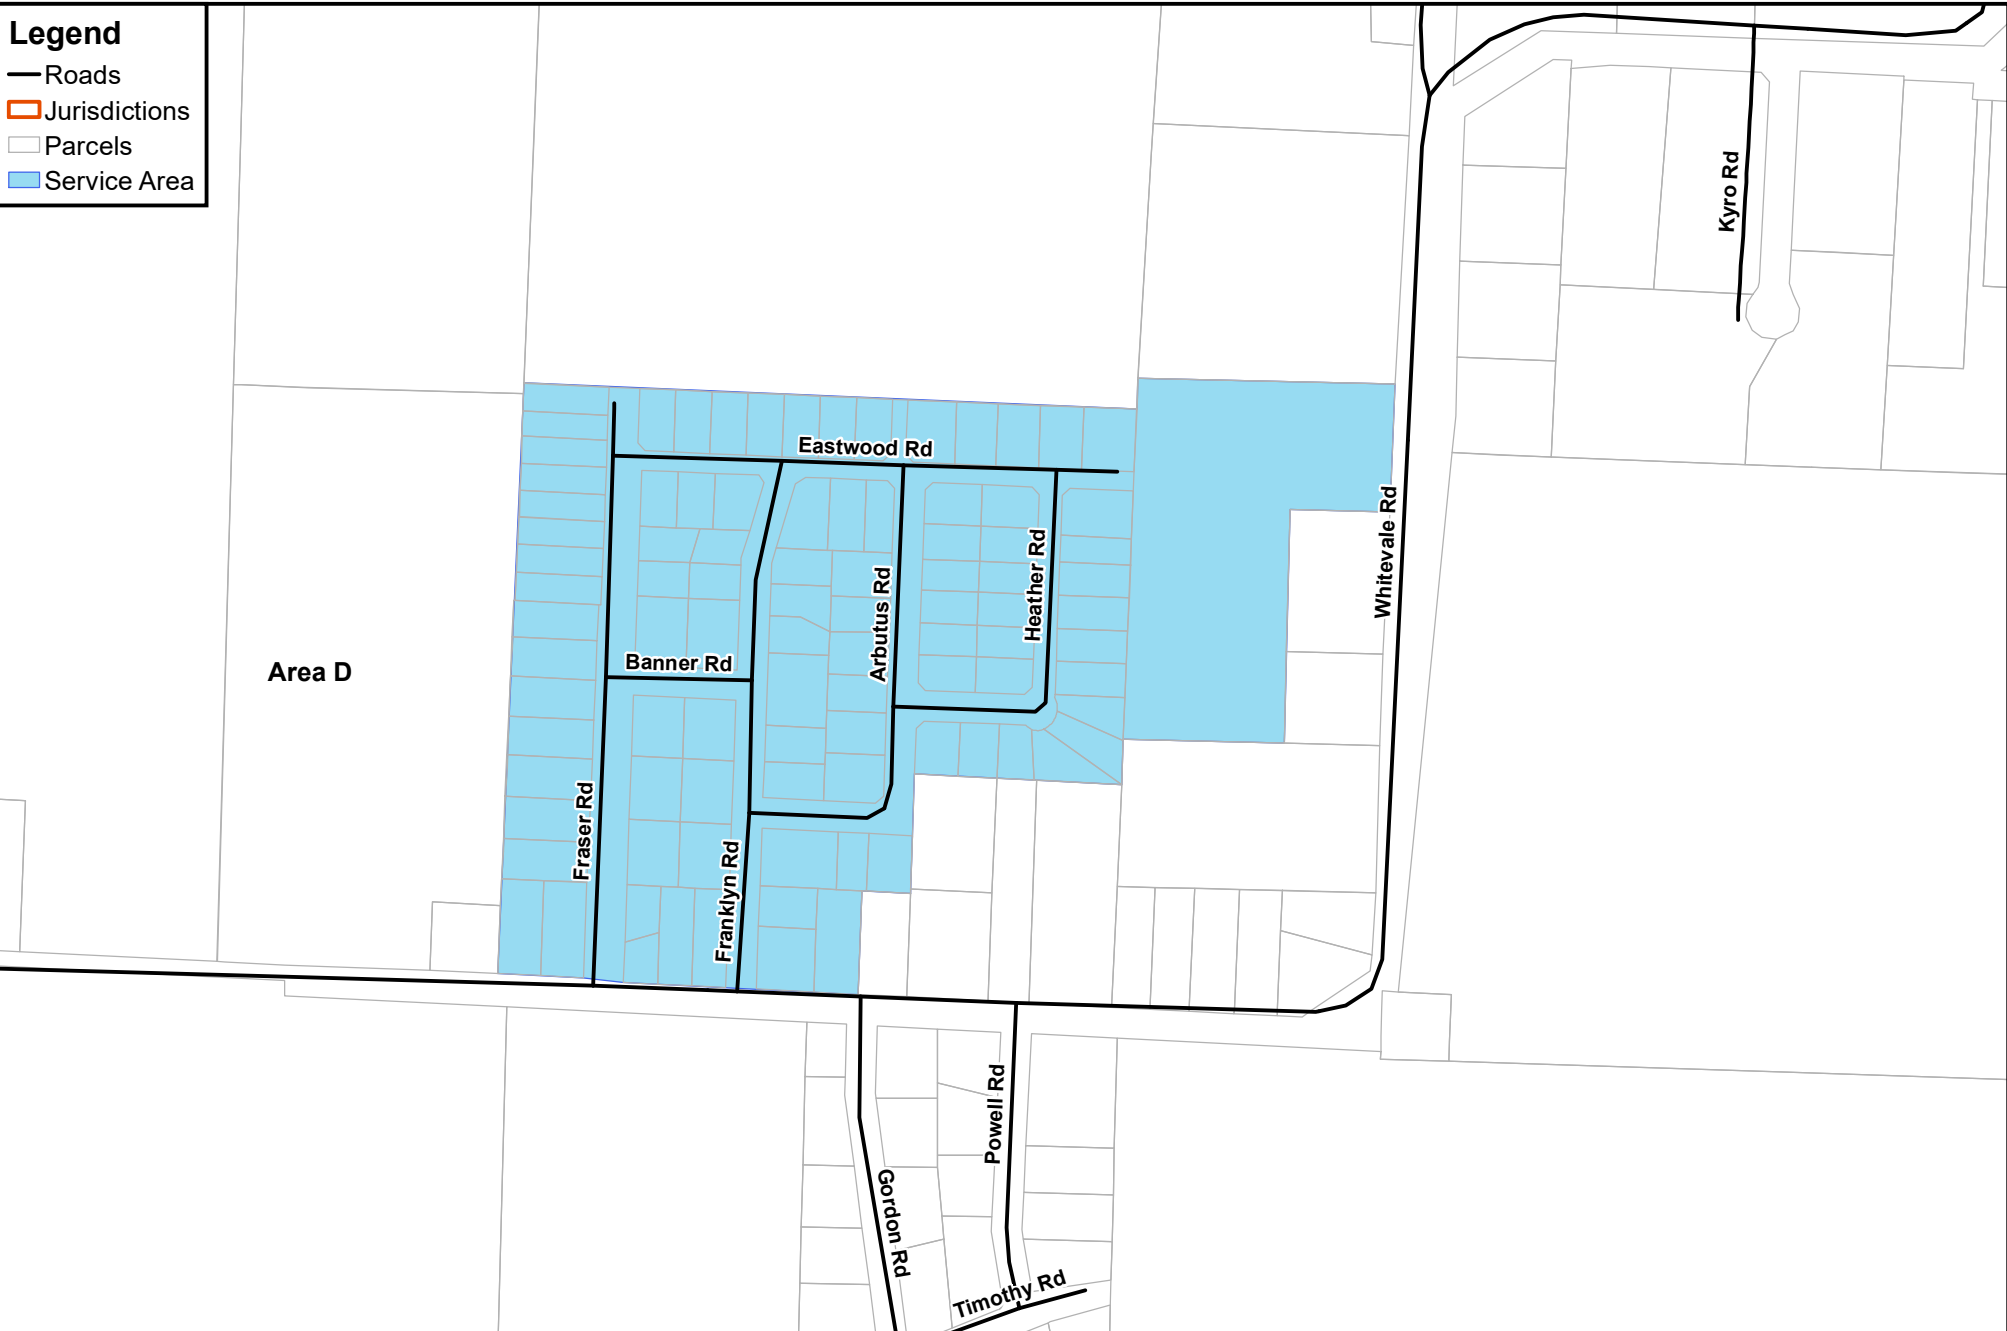 Legend
Roads
Jurisdictions
Parcels
Service Area
Kyro Rd
Eastwood Rd
Whitevale Rd
Heather Rd
Arbutus Rd
Banner Rd
Area D
Fraser Rd
Franklyn Rd
Powell Rd
Gordon Rd
Timothy Rd